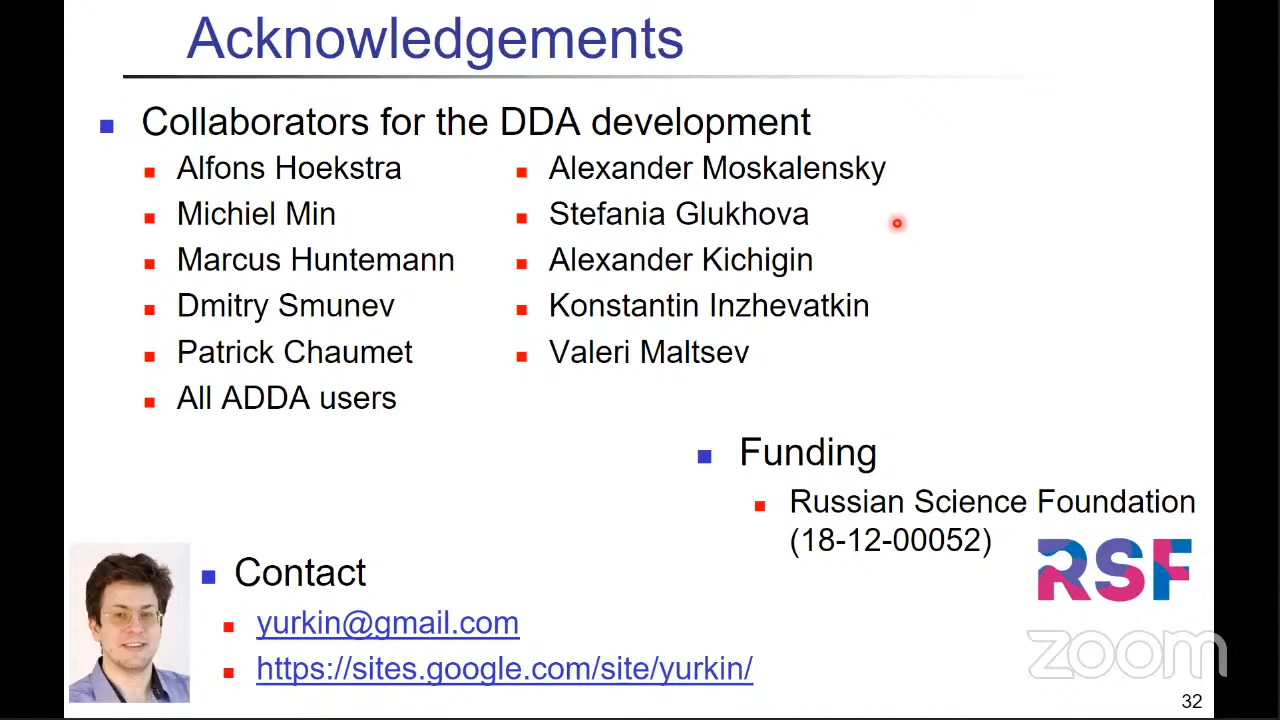 Acknowledgements
Collaborators for the DDA development
Alfons Hoekstra
Michiel Min
Marcus Huntemann
Dmitry Smunev
Patrick Chaumet
All ADDA users
Alexander Moskalensky
Stefania Glukhova
Alexander Kichigin
Konstantin Inzhevatkin
Valeri Maltsev
Funding
Russian Science Foundation
(18-12-00052)
RSF
Contact
yurkin@gmail.com
https://sites.google.com/site/yurkin/
zoom
32